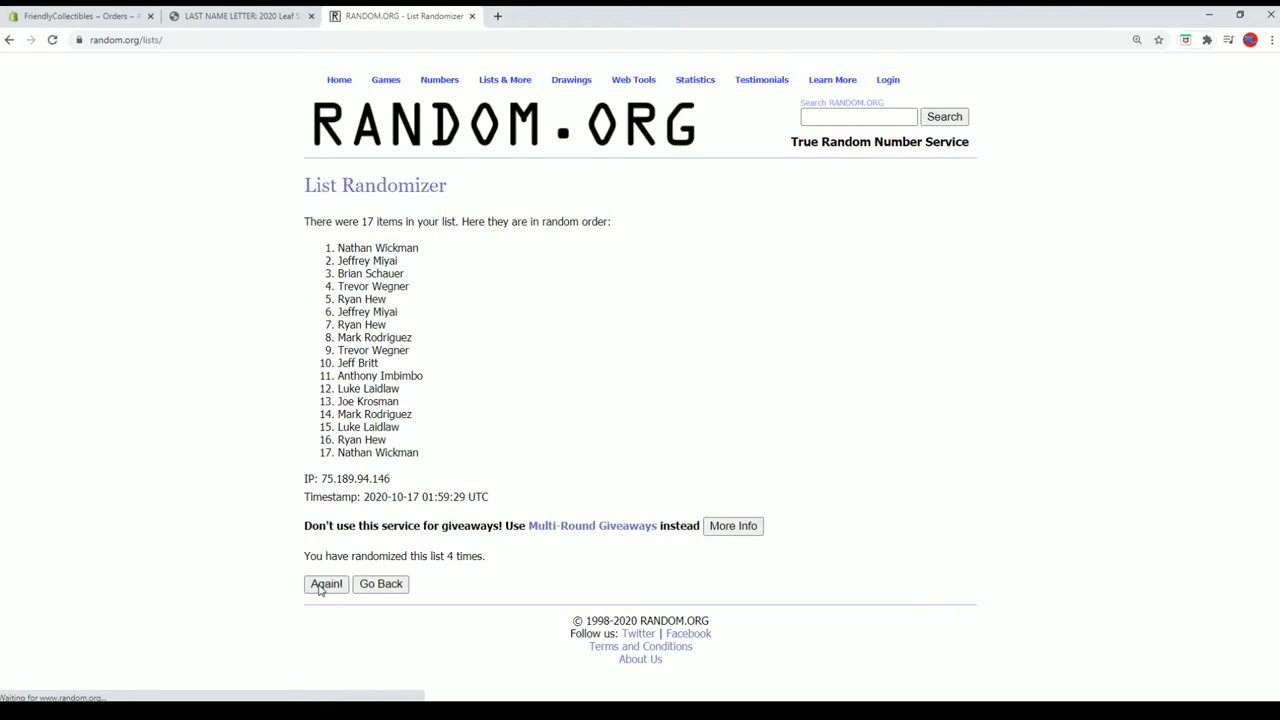 FriendlyCollectibles ~ Orders ~
LAST NAME LETTER: 2020 Leaf S
RANDOM.ORG - List Randomizer
random.org/lists/
Home Games Numbers Lists & More Drawings Web Tools Statistics Testimonials Learn More Login
RANDOM.ORG
Search RANDOM.ORG
Search
True Random Number Service
List Randomizer
There were 17 items in your list. Here they are in random order:
1. Nathan Wickman
2. Jeffrey Miyai
3. Brian Schauer
4. Trevor Wegner
5. Ryan Hew
6. Jeffrey Miyai
7. Ryan Hew
8. Mark Rodriguez
9. Trevor Wegner
10. Jeff Britt
11. Anthony Imbimbo
12. Luke Laidlaw
13. Joe Krosman
14. Mark Rodriguez
15. Luke Laidlaw
16. Ryan Hew
17. Nathan Wickman
IP: 75.189.94.146
Timestamp: 2020-10-17 01:59:29 UTC
Don't use this service for giveaways! Use Multi-Round Giveaways instead More Info
You have randomized this list 4 times.
Again! Go Back
© 1998-2020 RANDOM.ORG
Follow us: Twitter | Facebook
Terms and Conditions
About Us
Waiting for www.random.org...